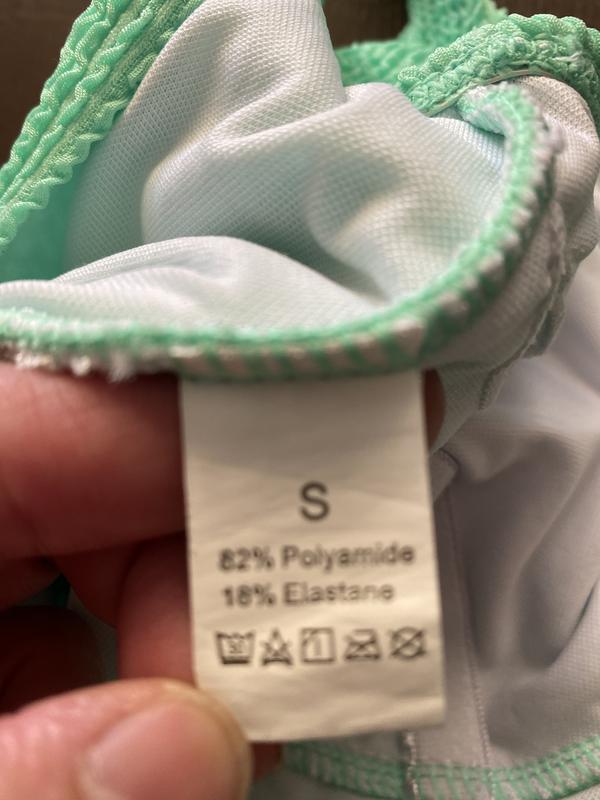 S
82% Polyamide
18% Elastane